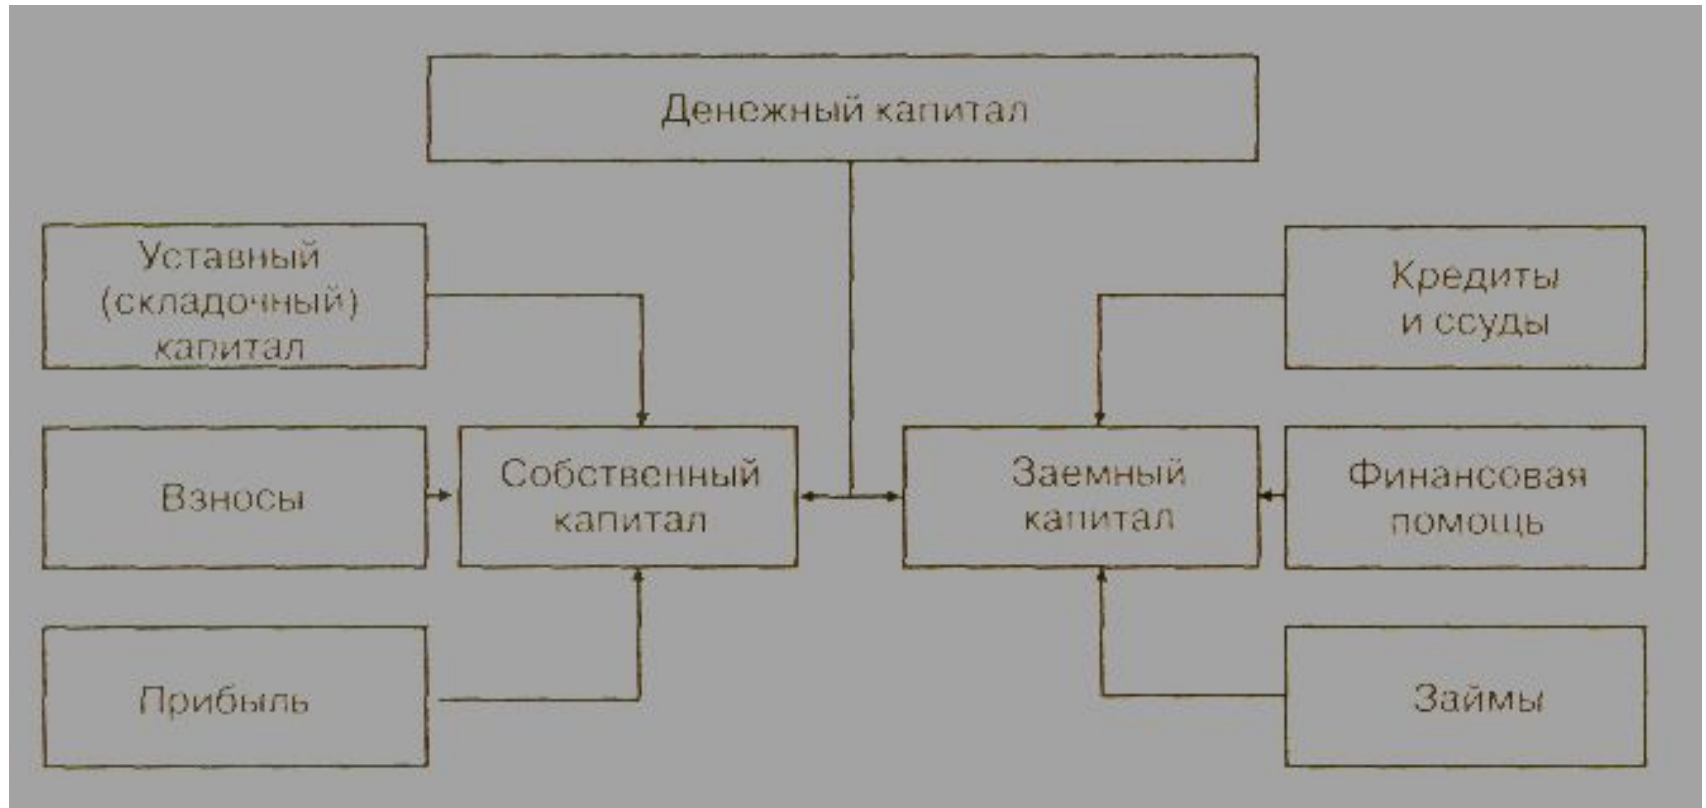 Денежный капитал
Уставный
(складочный)
капитал
Кредиты
и ссуды
Взносы
Собственный
капитал
Заемный
капитал
Финансовая
помощь
Прибыль
Займы